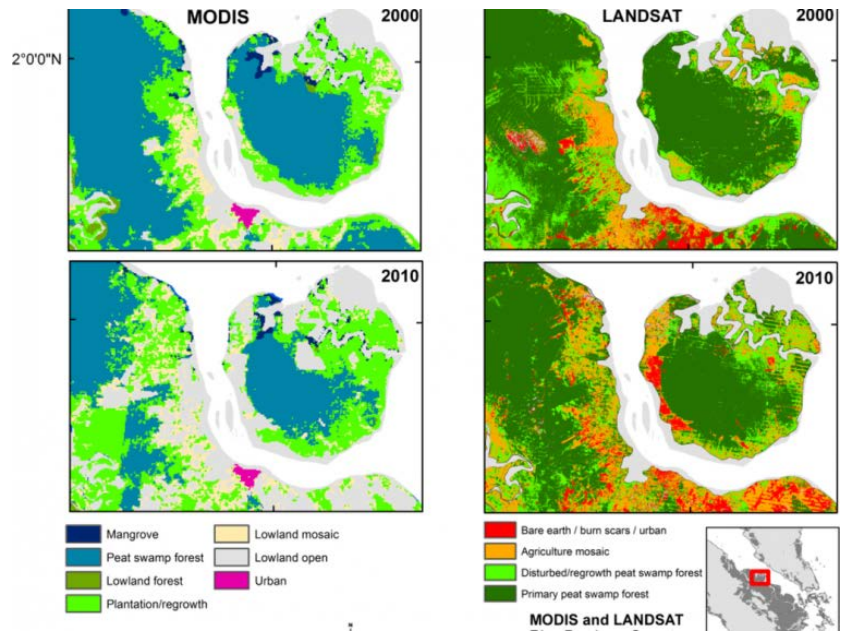 MODIS
2000
LANDSAT
2000
2°0'0"N
2010
2010
Mangrove
Peat swamp forest
Lowland forest
Plantation/regrowth
Lowland mosaic
Lowland open
Urban
Bare earth / burn scars / urban
Agriculture mosaic
Disturbed/regrowth peat swamp forest
Primary peat swamp forest
MODIS and LANDSAT